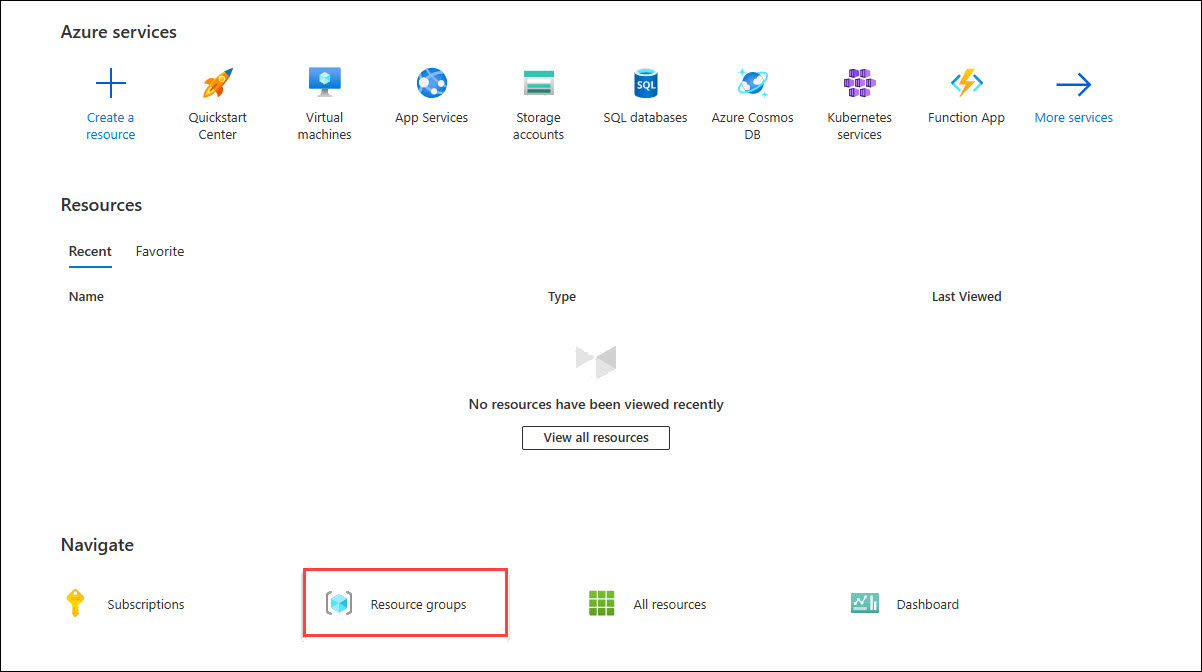 Azure services
Create a
resource
Quickstart
Center
Virtual
machines
App Services
Storage
accounts
SQL
SQL databases
Azure Cosmos
DB
Kubernetes
services
Function App
More services
Resources
Recent Favorite
Name Type Last Viewed
No resources have been viewed recently
View all resources
Navigate
Subscriptions Resource groups All resources Dashboard